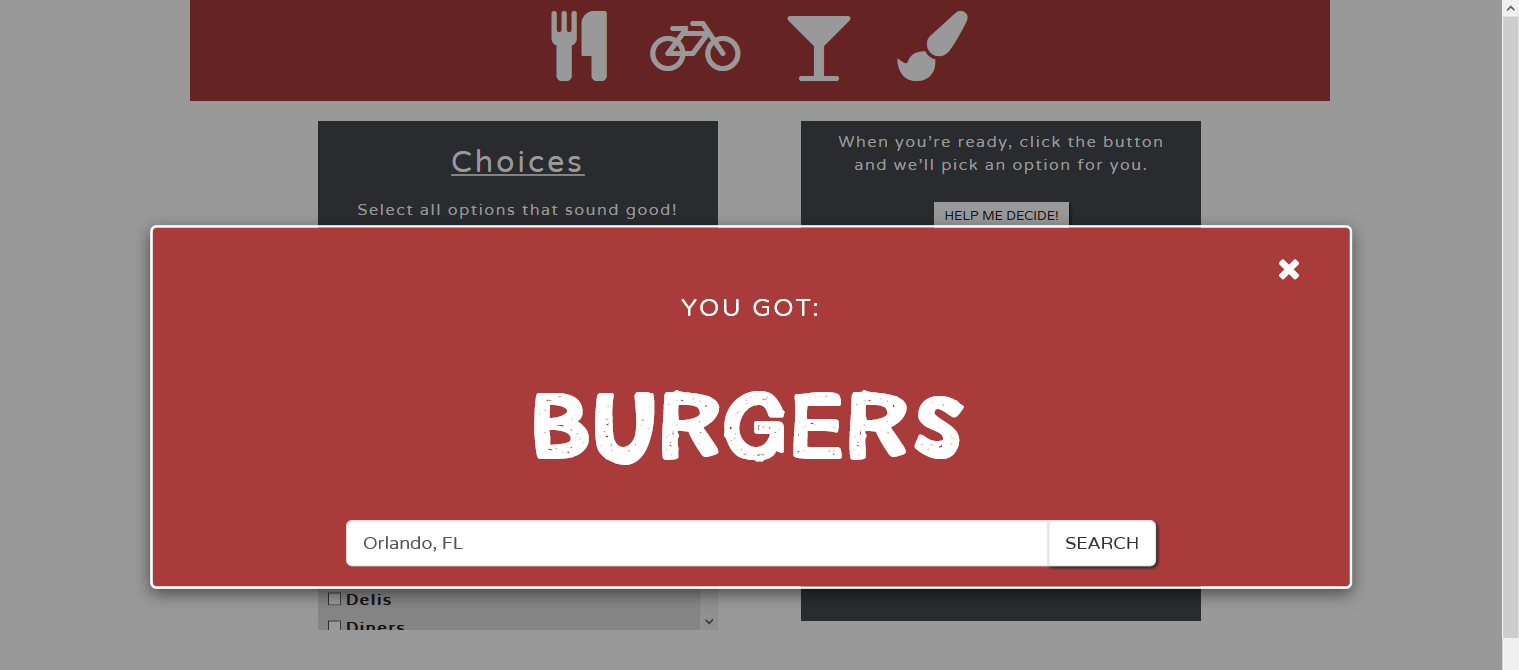 Choices
Select all options that sound good!
When you're ready, click the button
and we'll pick an option for you.
HELP ME DECIDE!
YOU GOT:
BURGERS
Orlando, FL
SEARCH
Delis
Diners